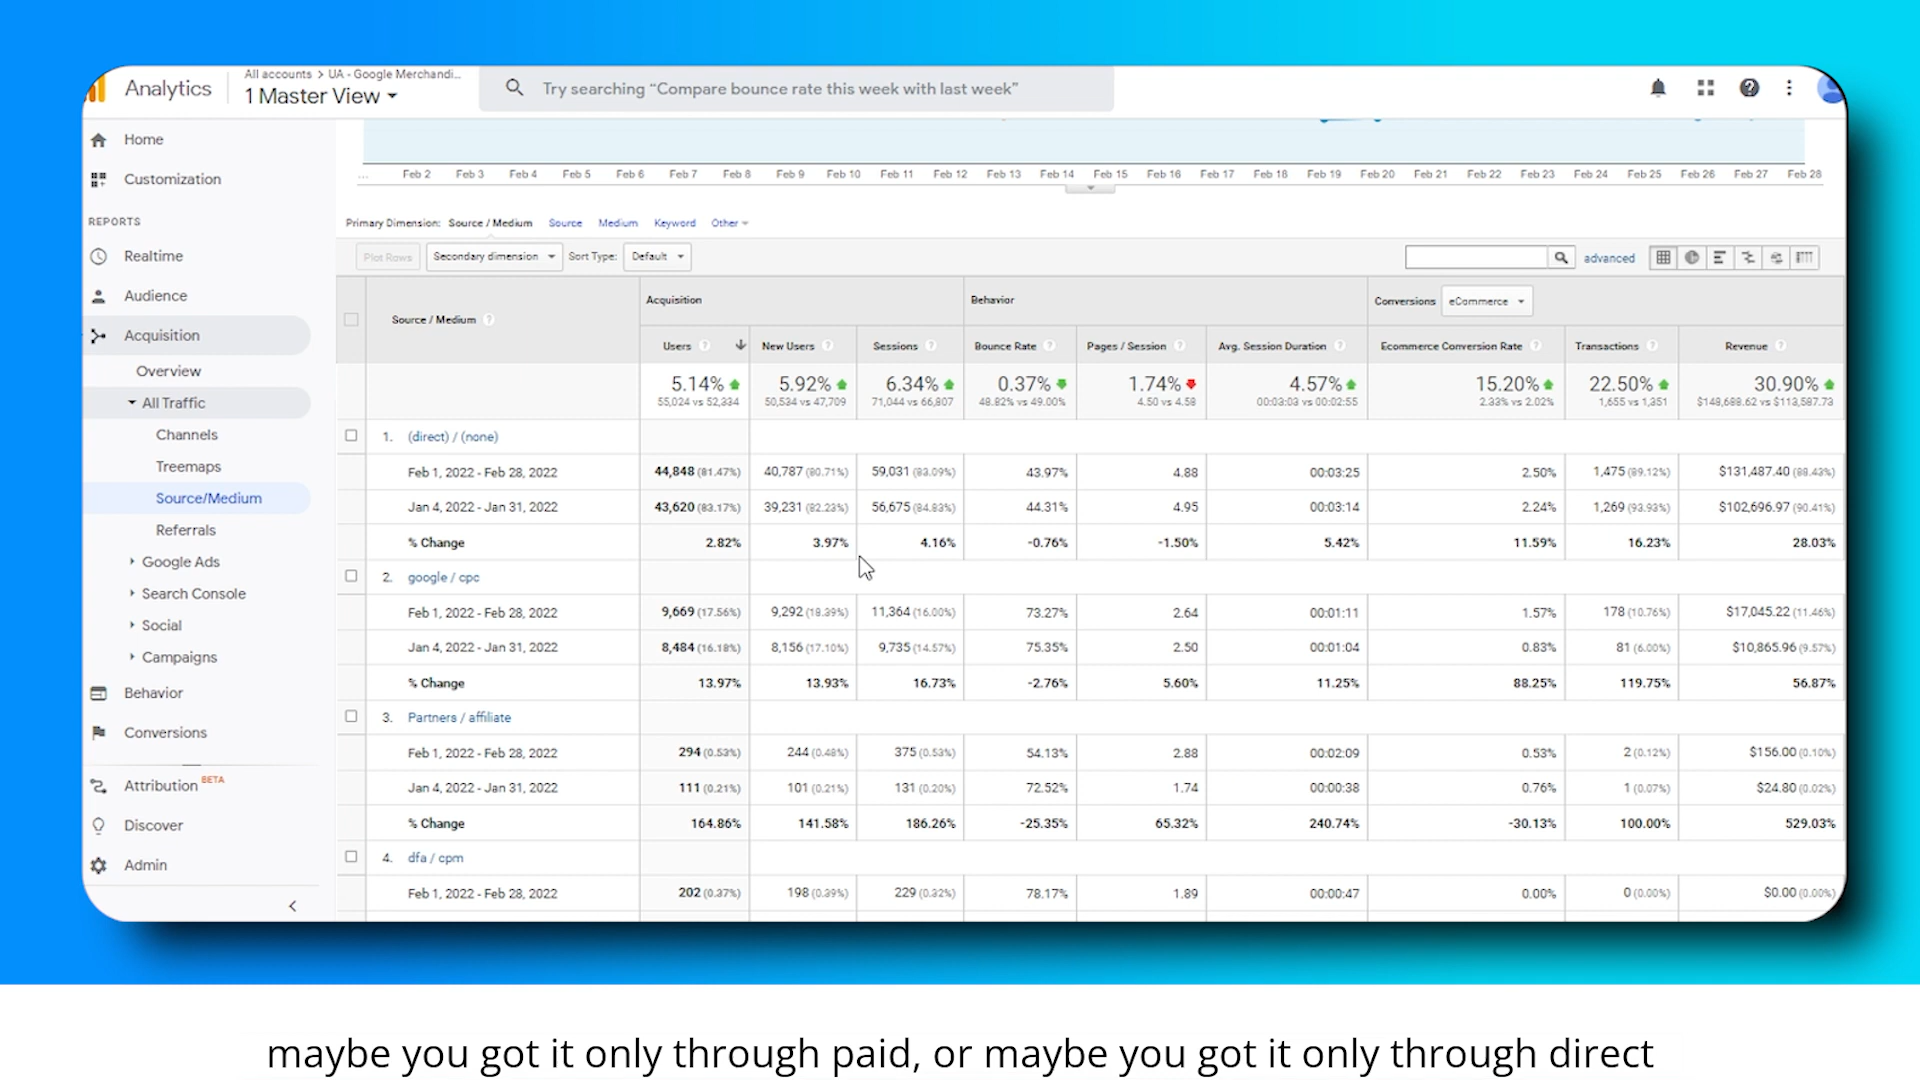 All accounts > UA - Google Merchandi...
Analytics
1 Master View
Try searching “Compare bounce rate this week with last week”
Home
Customization
REPORTS
Realtime
Audience
Acquisition
Overview
All Traffic
Channels
Treemaps
Source/Medium
Referrals
Google Ads
Search Console
Social
Campaigns
Behavior
Conversions
Attribution BETA
Discover
Admin
... Feb 2 Feb 3 Feb 4 Feb 5 Feb 6 Feb 7 Feb 8 Feb 9 Feb 10 Feb 11 Feb 12 Feb 13 Feb 14 Feb 15 Feb 16 Feb 17 Feb 18 Feb 19 Feb 20 Feb 21 Feb 22 Feb 23 Feb 24 Feb 25 Feb 26 Feb 27 Feb 28
Primary Dimension: Source / Medium Source Medium Keyword Other
Plot Rows Secondary dimension Sort Type: Default advanced
Acquisition Behavior Conversions eCommerce
Source / Medium
Users New Users Sessions Bounce Rate Pages / Session Avg. Session Duration Ecommerce Conversion Rate Transactions Revenue
5.14% 5.92% 6.34% 0.37% 1.74% 4.57% 15.20% 22.50% 30.90%
55,024 vs 52,334 50,534 vs 47,709 71,044 vs 66,807 48.82% vs 49.00% 4.50 vs 4.58 00:03:03 vs 00:02:55 2.33% vs 2.02% 1,655 vs 1,351 $148,688.62 vs $113,587.73
1. (direct) / (none)
Feb 1, 2022 - Feb 28, 2022 44,848 (81.47%) 40,787 (80.71%) 59,031 (83.09%) 43.97% 4.88 00:03:25 2.50% 1,475 (89.12%) $131,487.40 (88.43%)
Jan 4, 2022 - Jan 31, 2022 43,620 (83.17%) 39,231 (82.23%) 56,675 (84.83%) 44.31% 4.95 00:03:14 2.24% 1,269 (93.93%) $102,696.97 (90.41%)
% Change 2.82% 3.97% 4.16% -0.76% -1.50% 5.42% 11.59% 16.23% 28.03%
2. google / cpc
Feb 1, 2022 - Feb 28, 2022 9,669 (17.56%) 9,292 (18.39%) 11,364 (16.00%) 73.27% 2.64 00:01:11 1.57% 178 (10.76%) $17,045.22 (11.46%)
Jan 4, 2022 - Jan 31, 2022 8,484 (16.18%) 8,156 (17.10%) 9,735 (14.57%) 75.35% 2.50 00:01:04 0.83% 81 (6.00%) $10,865.96 (9.57%)
% Change 13.97% 13.93% 16.73% -2.76% 5.60% 11.25% 88.25% 119.75% 56.87%
3. Partners / affiliate
Feb 1, 2022 - Feb 28, 2022 294 (0.53%) 244 (0.48%) 375 (0.53%) 54.13% 2.88 00:02:09 0.53% 2 (0.12%) $156.00 (0.10%)
Jan 4, 2022 - Jan 31, 2022 111 (0.21%) 101 (0.21%) 131 (0.20%) 72.52% 1.74 00:00:38 0.76% 1 (0.07%) $24.80 (0.02%)
% Change 164.86% 141.58% 186.26% -25.35% 65.32% 240.74% -30.13% 100.00% 529.03%
4. dfa / cpm
Feb 1, 2022 - Feb 28, 2022 202 (0.37%) 198 (0.39%) 229 (0.32%) 78.17% 1.89 00:00:47 0.00% 0 (0.00%) $0.00 (0.00%)
maybe you got it only through paid, or maybe you got it only through direct